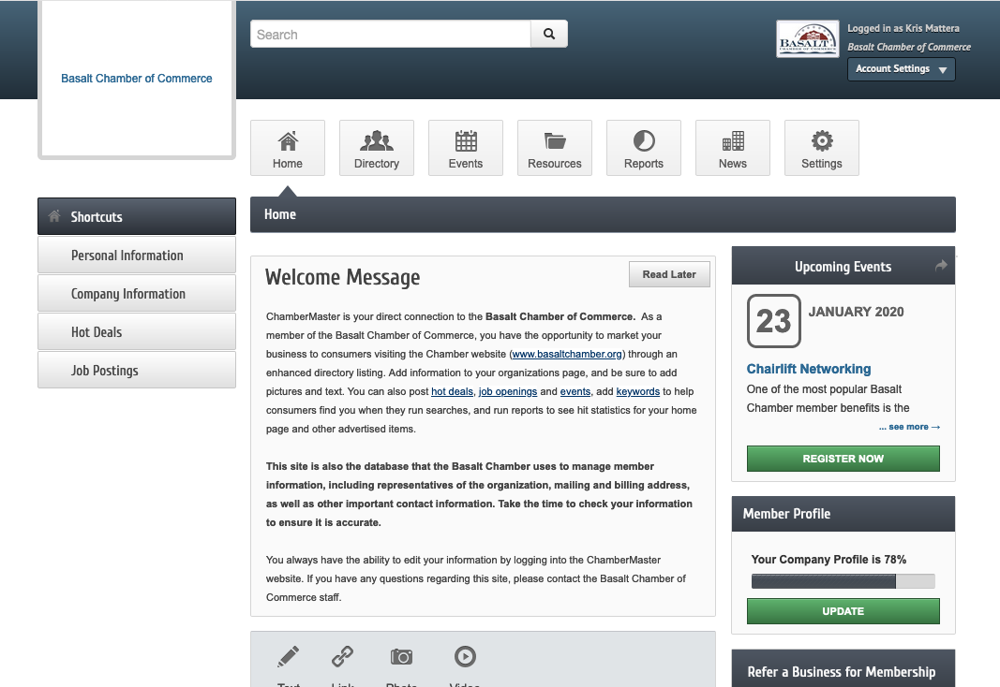 Basalt Chamber of Commerce
Search
BASALT
CHAMBER OF COMMERCE
Logged in as Kris Mattera
Basalt Chamber of Commerce
Account Settings
Home
Directory
Events
Resources
Reports
News
Settings
Shortcuts
Personal Information
Company Information
Hot Deals
Job Postings
Home
Welcome Message
Read Later
ChamberMaster is your direct connection to the Basalt Chamber of Commerce. As a
member of the Basalt Chamber of Commerce, you have the opportunity to market your
business to consumers visiting the Chamber website (www.basaltchamber.org) through an
enhanced directory listing. Add information to your organizations page, and be sure to add
pictures and text. You can also post hot deals, job openings and events, add keywords to help
consumers find you when they run searches, and run reports to see hit statistics for your home
page and other advertised items.
This site is also the database that the Basalt Chamber uses to manage member
information, including representatives of the organization, mailing and billing address,
as well as other important contact information. Take the time to check your information
to ensure it is accurate.
You always have the ability to edit your information by logging into the ChamberMaster
website. If you have any questions regarding this site, please contact the Basalt Chamber of
Commerce staff.
Text
Link
Photo
Video
Upcoming Events
23
JANUARY 2020
Chairlift Networking
One of the most popular Basalt
Chamber member benefits is the
... see more →
REGISTER NOW
Member Profile
Your Company Profile is 78%
UPDATE
Refer a Business for Membership